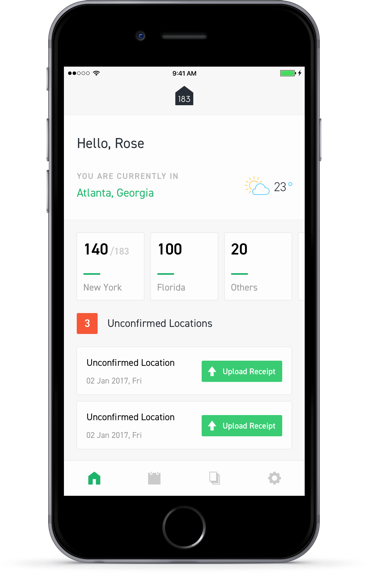 9:41 AM
183
Hello, Rose
YOU ARE CURRENTLY IN
Atlanta, Georgia
23°
140 /183
100
20
New York
Florida
Others
3 Unconfirmed Locations
Unconfirmed Location
02 Jan 2017, Fri
Upload Receipt
Unconfirmed Location
02 Jan 2017, Fri
Upload Receipt